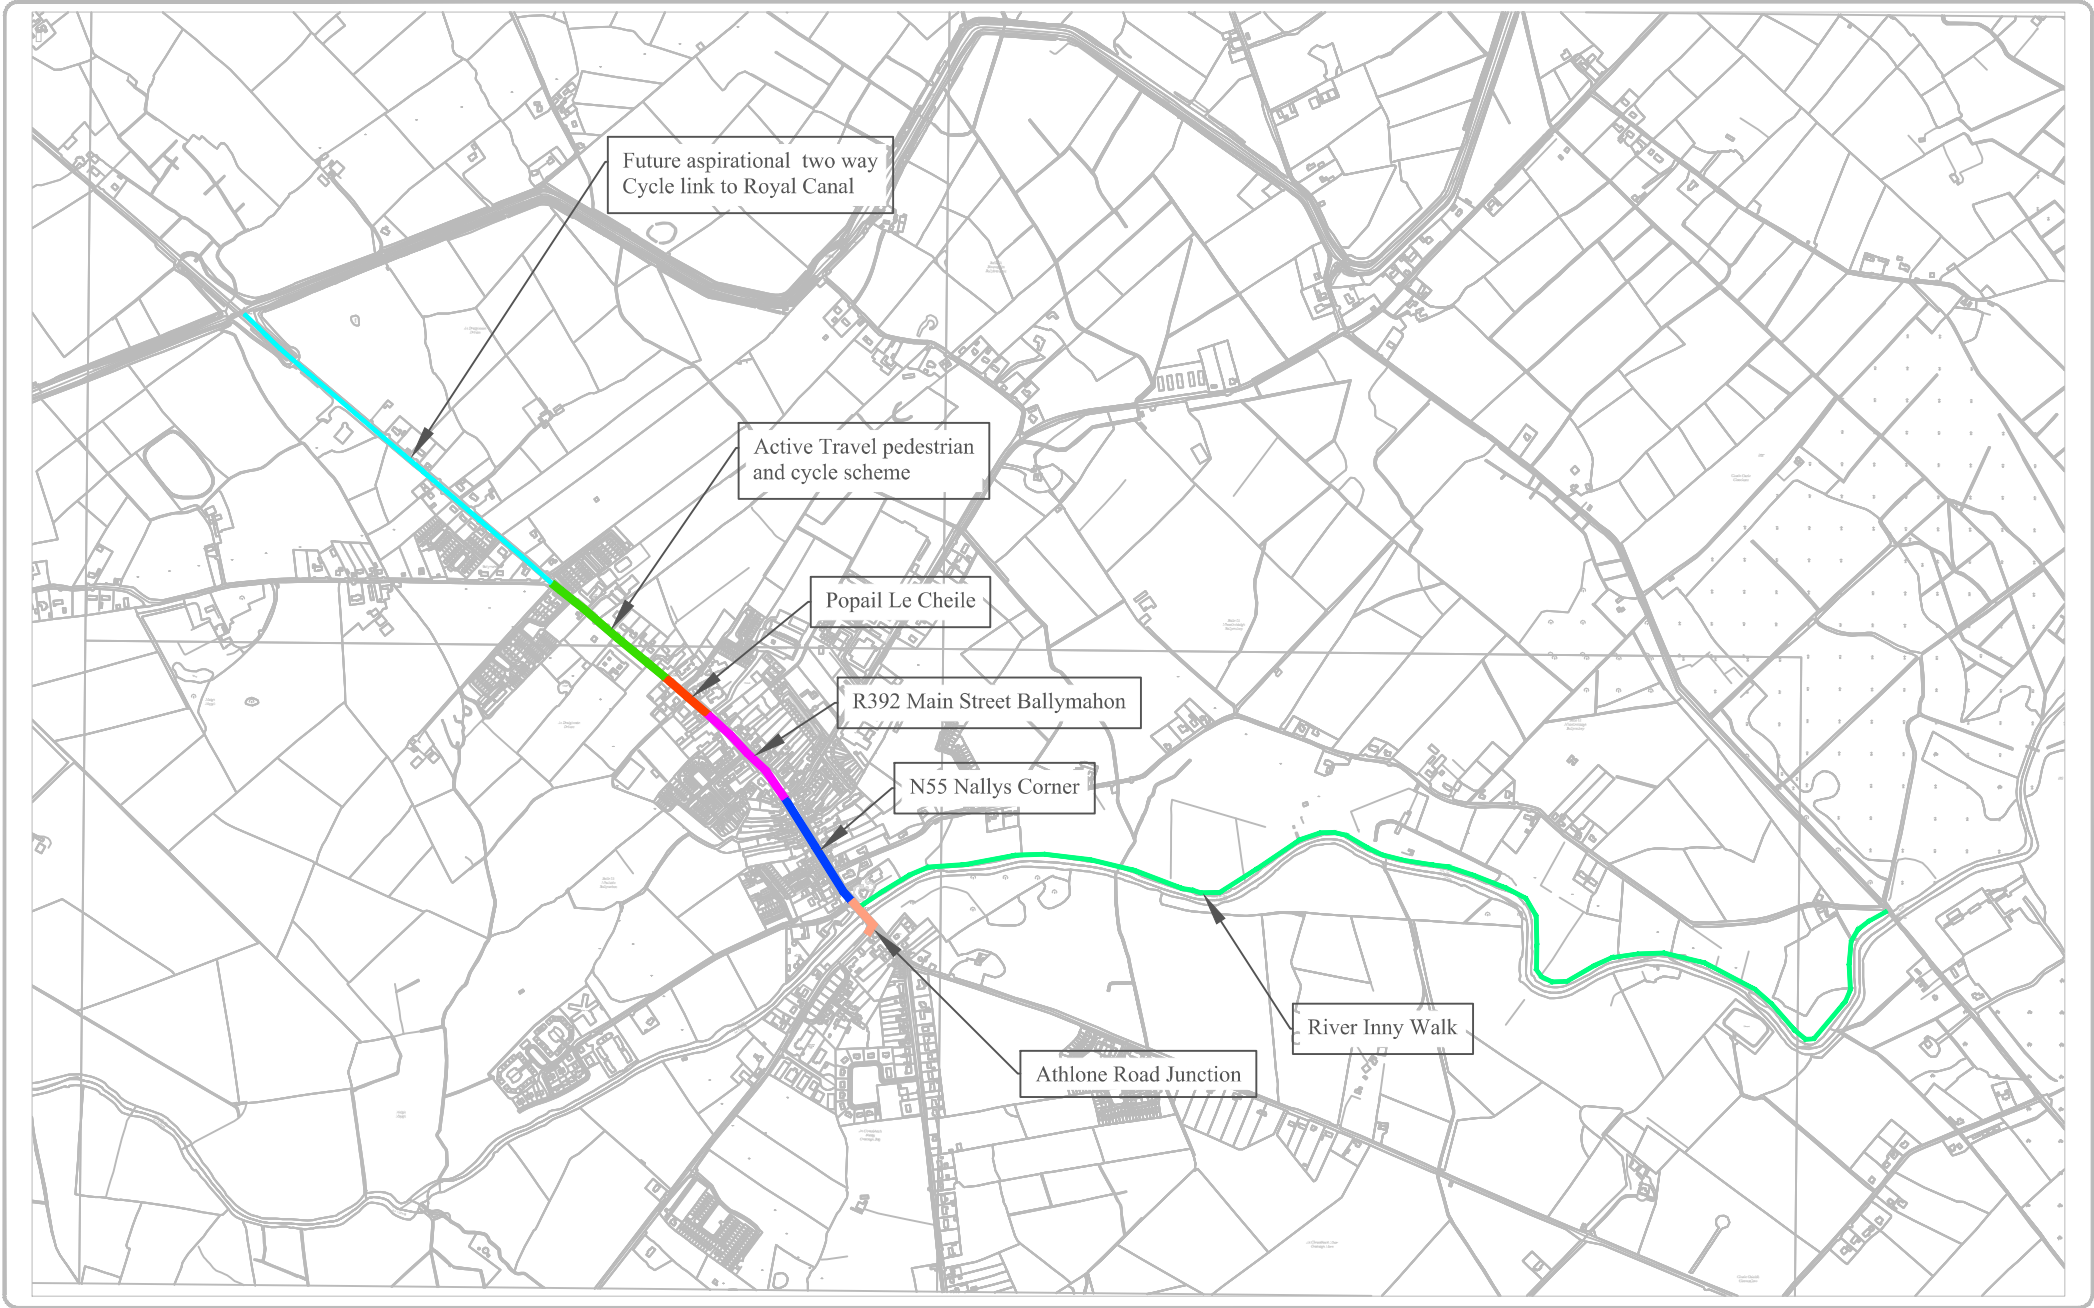 Future aspirational two way
Cycle link to Royal Canal
Active Travel pedestrian
and cycle scheme
Popail Le Cheile
R392 Main Street Ballymahon
N55 Nallys Corner
River Inny Walk
Athlone Road Junction